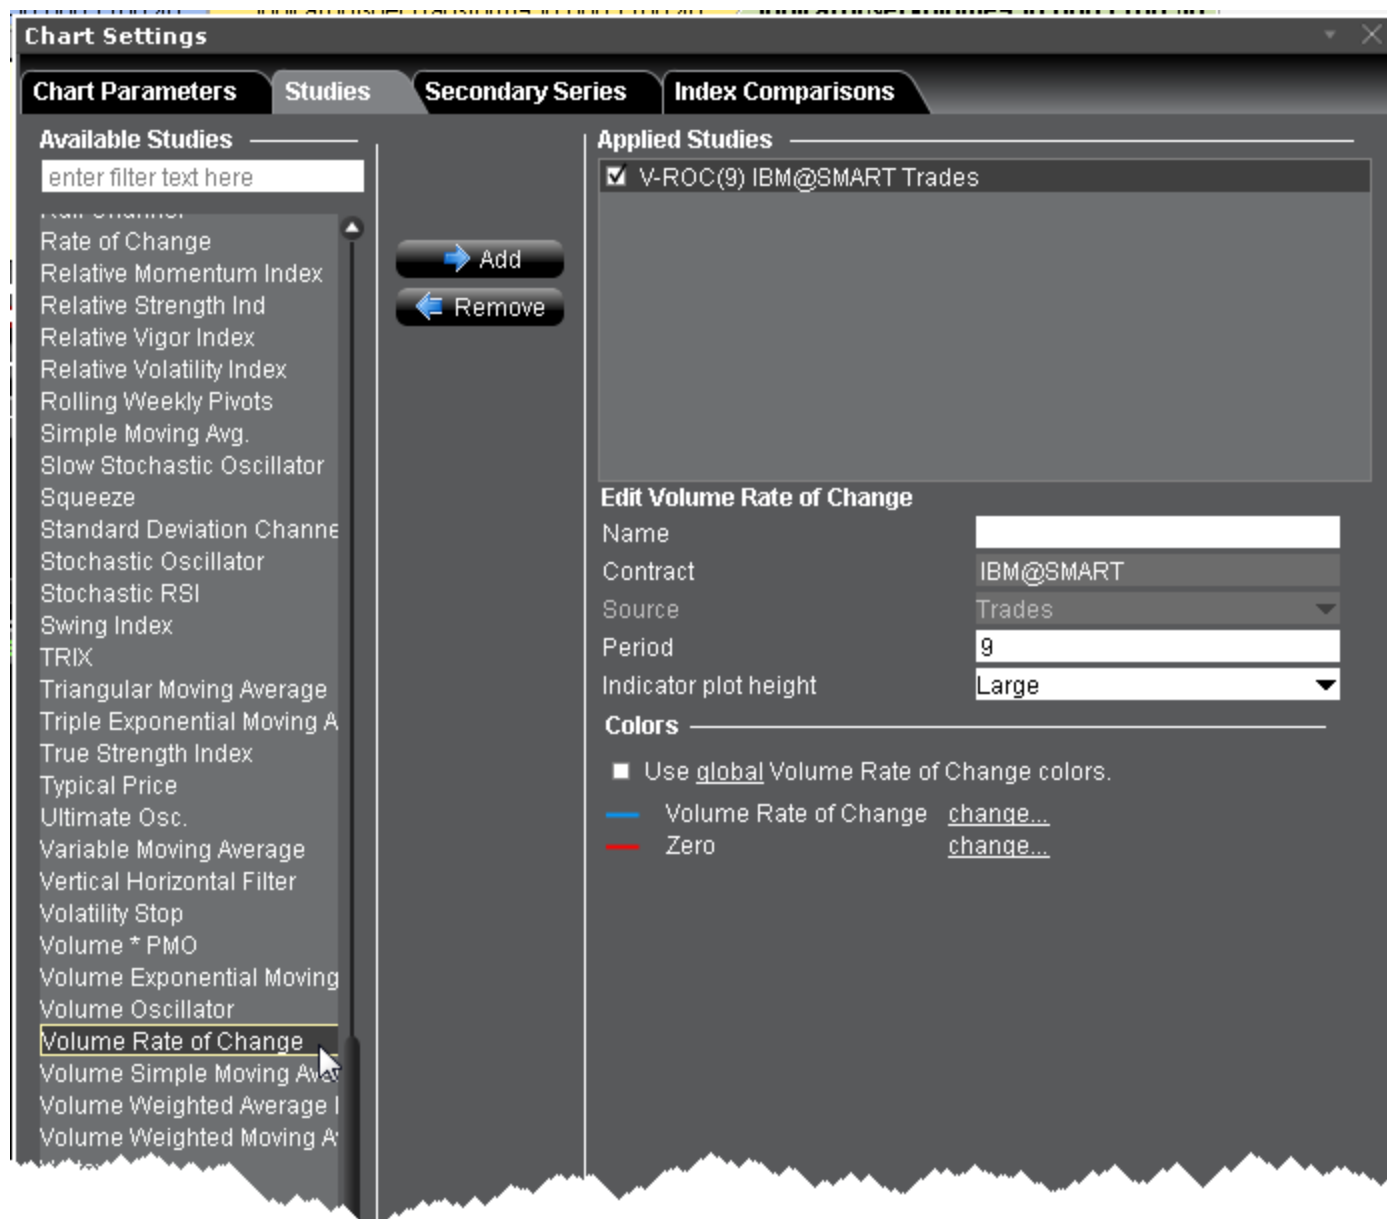 Chart Settings
Chart Parameters
Studies
Secondary Series
Index Comparisons
Available Studies
enter filter text here
Rate of Change
Relative Momentum Index
Relative Strength Ind
Relative Vigor Index
Relative Volatility Index
Rolling Weekly Pivots
Simple Moving Avg.
Slow Stochastic Oscillator
Squeeze
Standard Deviation Channe
Stochastic Oscillator
Stochastic RSI
Swing Index
TRIX
Triangular Moving Average
Triple Exponential Moving A
True Strength Index
Typical Price
Ultimate Osc.
Variable Moving Average
Vertical Horizontal Filter
Volatility Stop
Volume * PMO
Volume Exponential Moving
Volume Oscillator
Volume Rate of Change
Volume Simple Moving
Volume Weighted Average
Volume Weighted Moving
Add
Remove
Applied Studies
V-ROC(9) IBM@SMART Trades
Edit Volume Rate of Change
Name
Contract IBM@SMART
Source Trades
Period 9
Indicator plot height Large
Colors
Use global Volume Rate of Change colors.
Volume Rate of Change change...
Zero change...